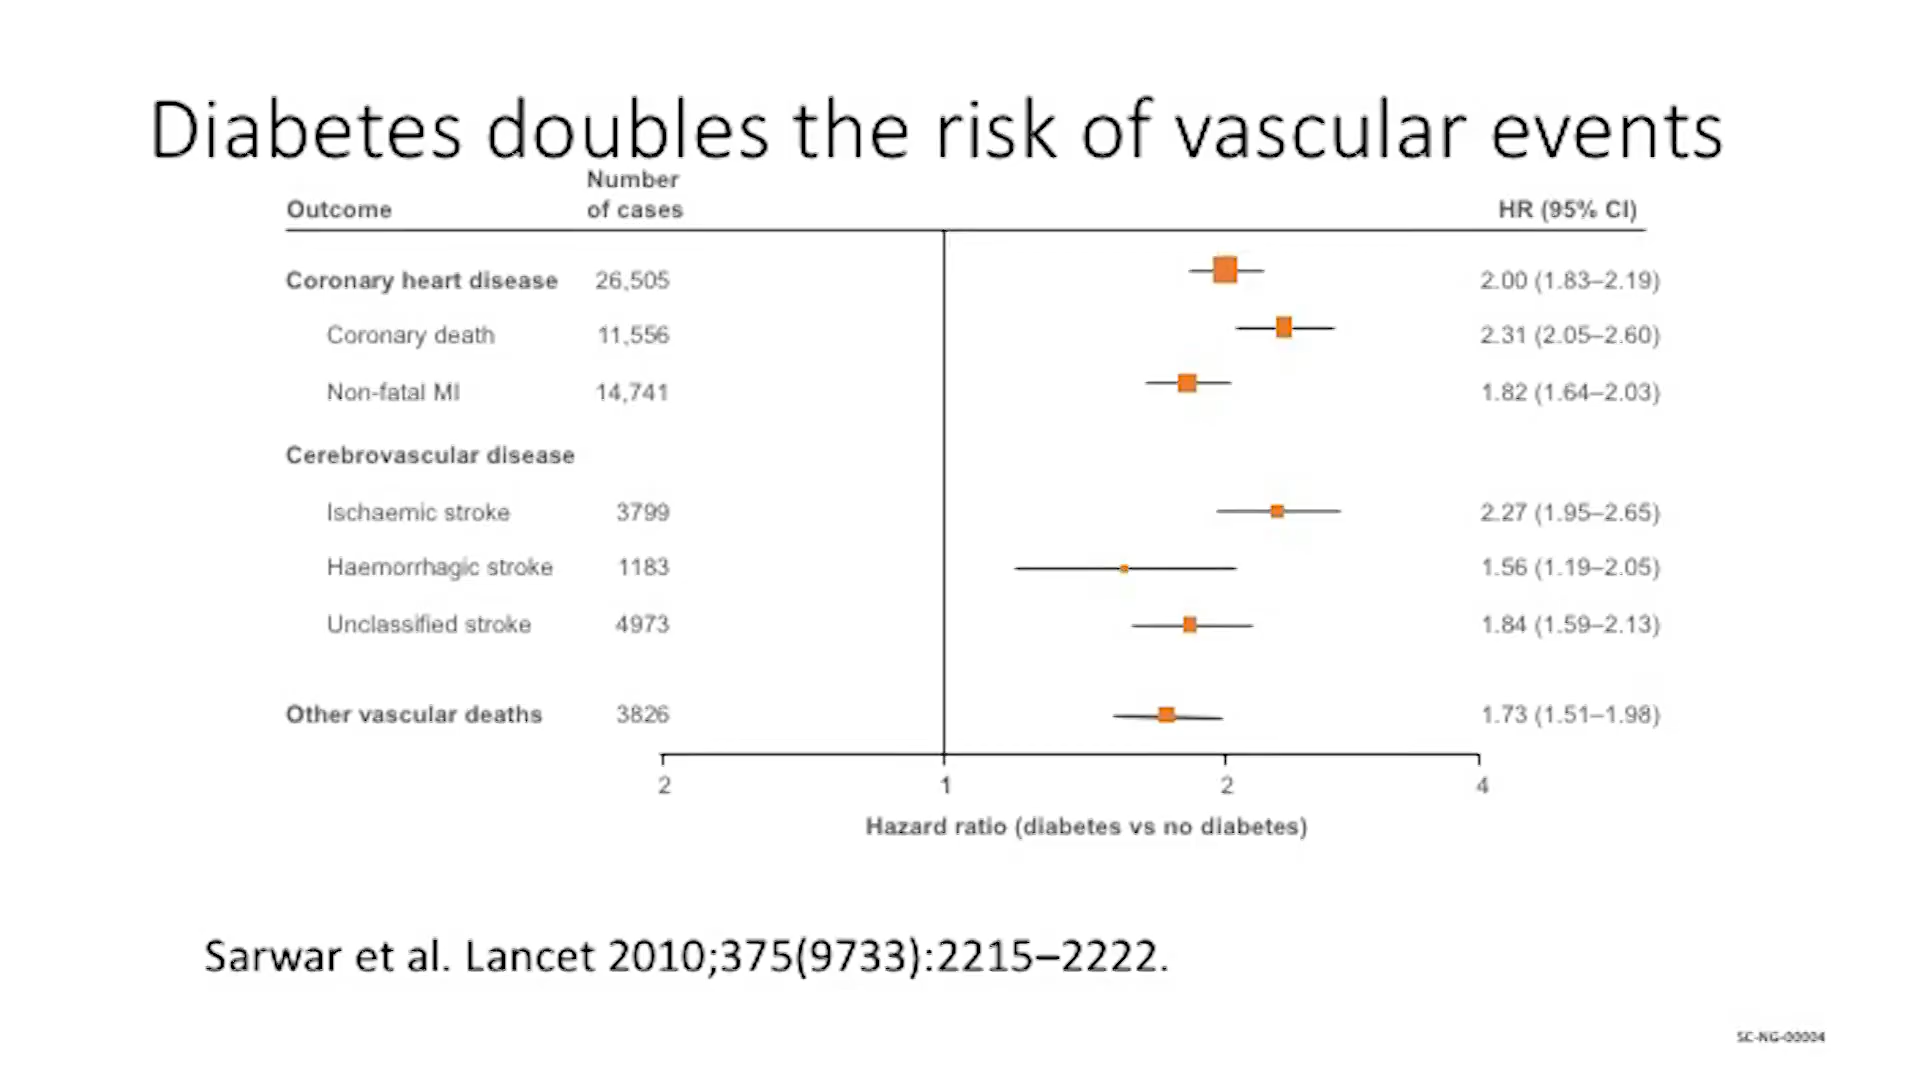 Diabetes doubles the risk of vascular events
Number
Outcome of cases HR (95% CI)
Coronary heart disease 26,505 2.00 (1.83–2.19)
Coronary death 11,556 2.31 (2.05–2.60)
Non-fatal MI 14,741 1.82 (1.64–2.03)
Cerebrovascular disease
Ischaemic stroke 3799 2.27 (1.95–2.65)
Haemorrhagic stroke 1183 1.56 (1.19–2.05)
Unclassified stroke 4973 1.84 (1.59–2.13)
Other vascular deaths 3826 1.73 (1.51–1.98)
2 1 2 4
Hazard ratio (diabetes vs no diabetes)
Sarwar et al. Lancet 2010;375(9733):2215–2222.
SC-NG-00004